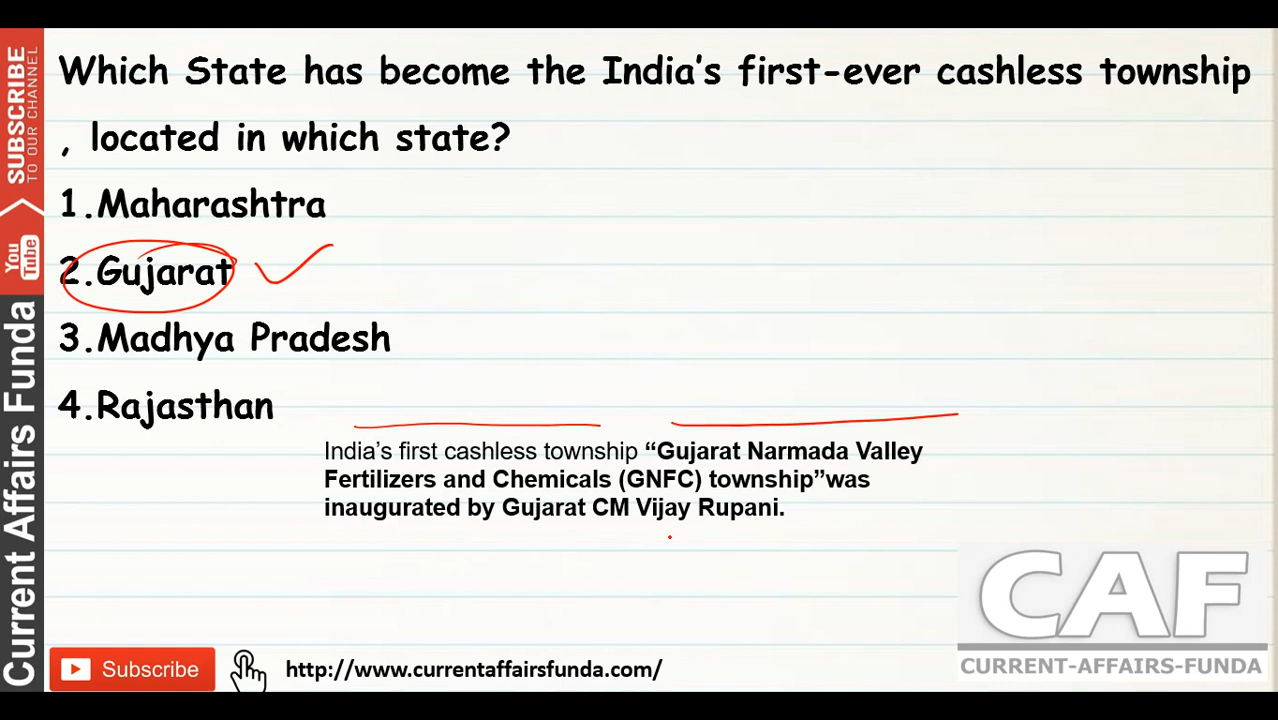 Which State has become the India's first-ever cashless township
, located in which state?
1.Maharashtra
2.Gujarat
3.Madhya Pradesh
4.Rajasthan
India's first cashless township “Gujarat Narmada Valley
Fertilizers and Chemicals (GNFC) township”was
inaugurated by Gujarat CM Vijay Rupani.
SUBSCRIBE
TO OUR CHANNEL
You
Tube
Current Affairs Funda
Subscribe
http://www.currentaffairsfunda.com/
CAF
CURRENT-AFFAIRS-FUNDA